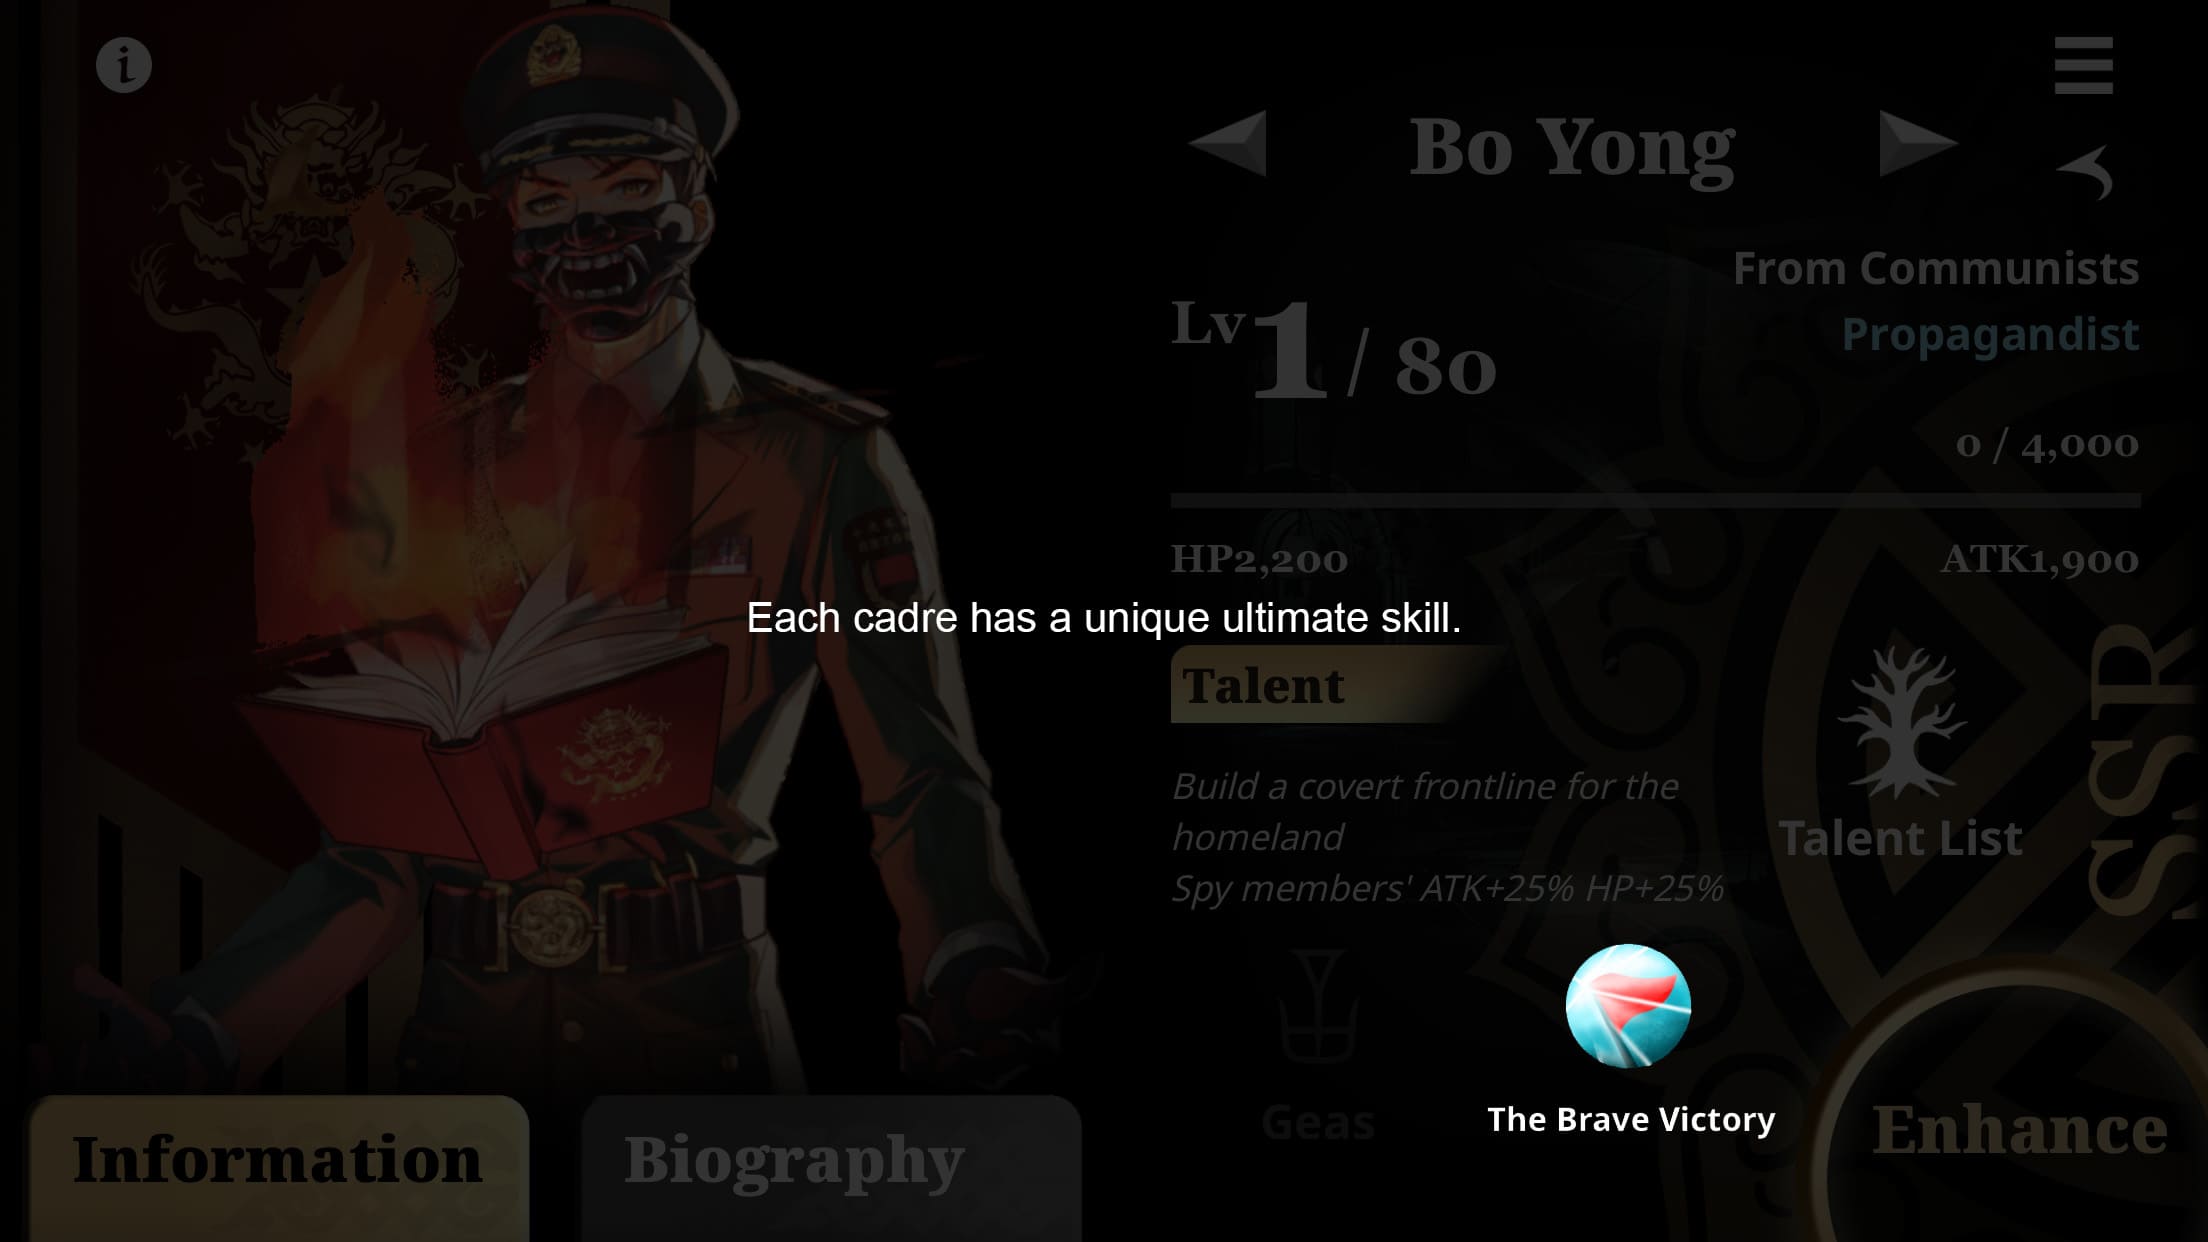 Bo Yong
From Communists
Propagandist
Lv 1 / 80
0 / 4,000
HP2,200
ATK1,900
Each cadre has a unique ultimate skill.
Talent
Build a covert frontline for the
homeland
Spy members' ATK+25% HP+25%
Talent List
SSR
Geas
The Brave Victory
Enhance
Information
Biography